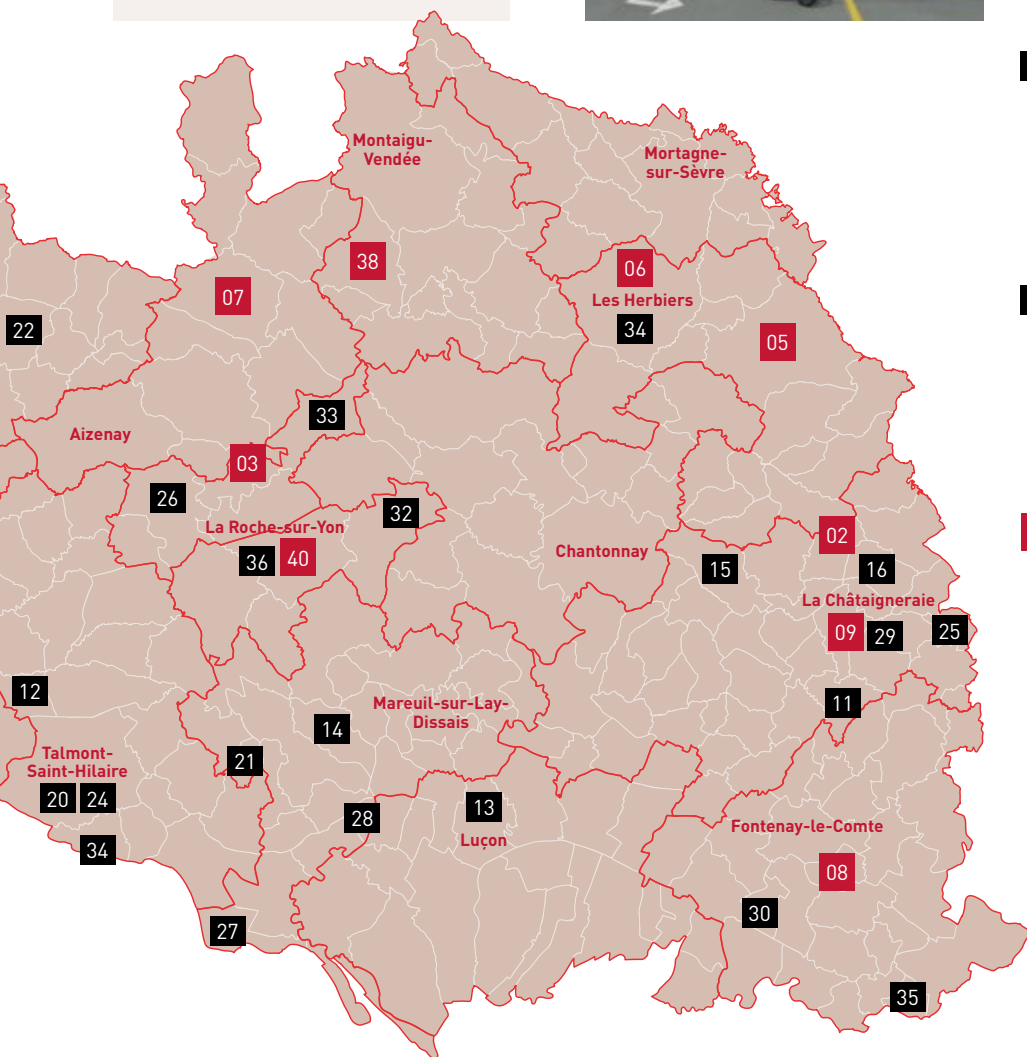 Montaigu-
Vendée
Mortagne-
sur-Sèvre
38
06
07
Les Herbiers
22
34
05
33
Aizenay
03
26
32
La Roche-sur-Yon
02
36
40
Chantonnay
15
16
La Châtaigneraie
09
29
25
12
11
Mareuil-sur-Lay-
Dissais
14
21
Talmont-
Saint-Hilaire
20
24
13
28
Fontenay-le-Comte
Luçon
34
08
30
27
35